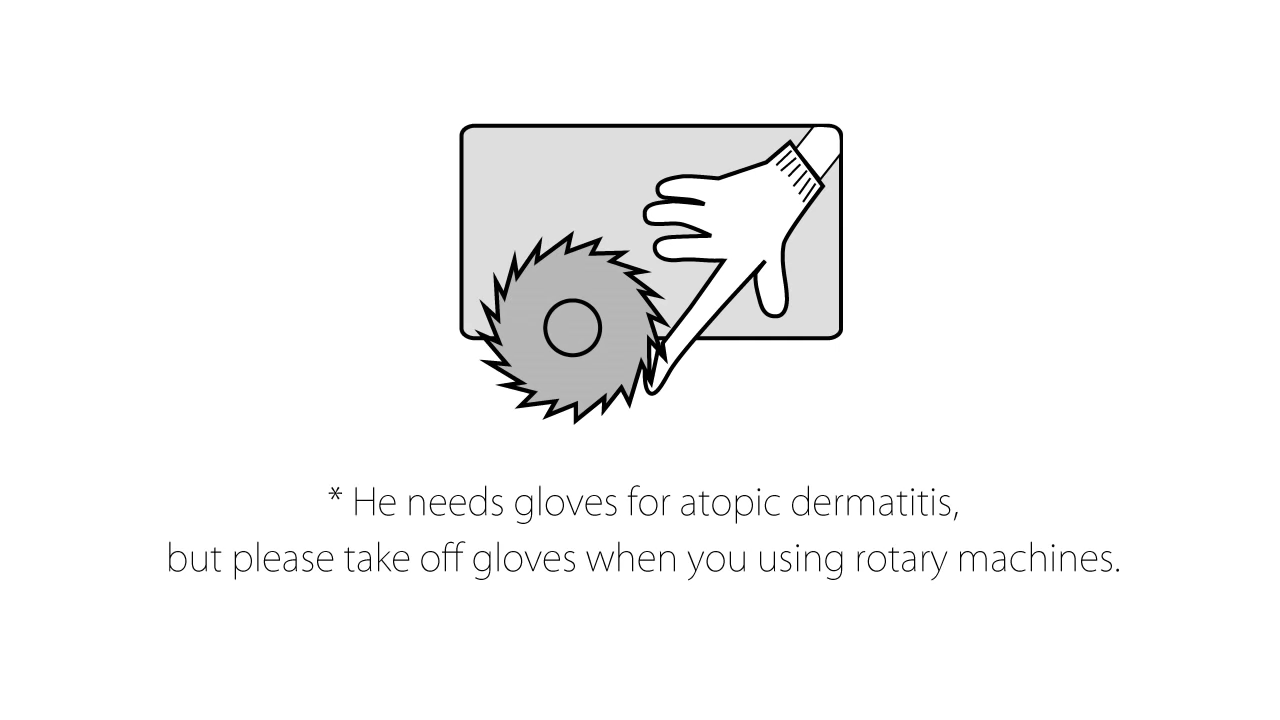 * He needs gloves for atopic dermatitis,
but please take off gloves when you using rotary machines.